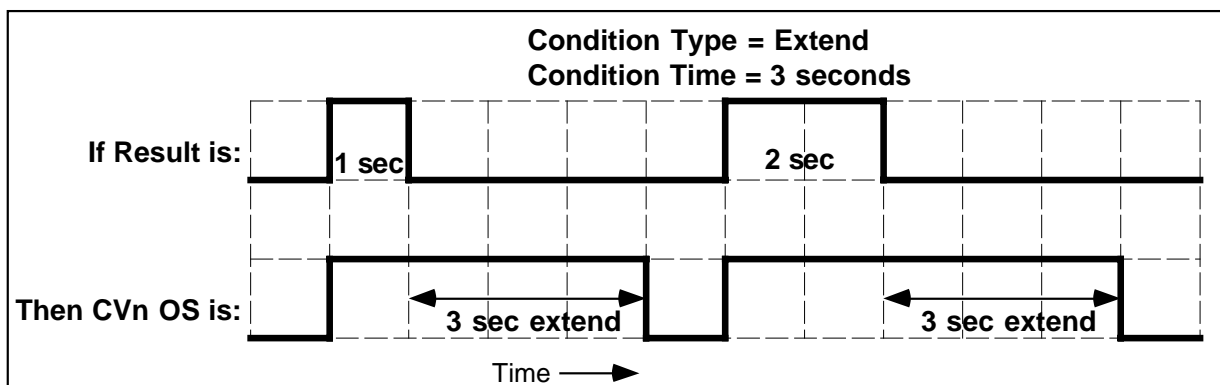 Condition Type = Extend
Condition Time = 3 seconds
If Result is:
1 sec
2 sec
Then CVn OS is:
3 sec extend
3 sec extend
Time